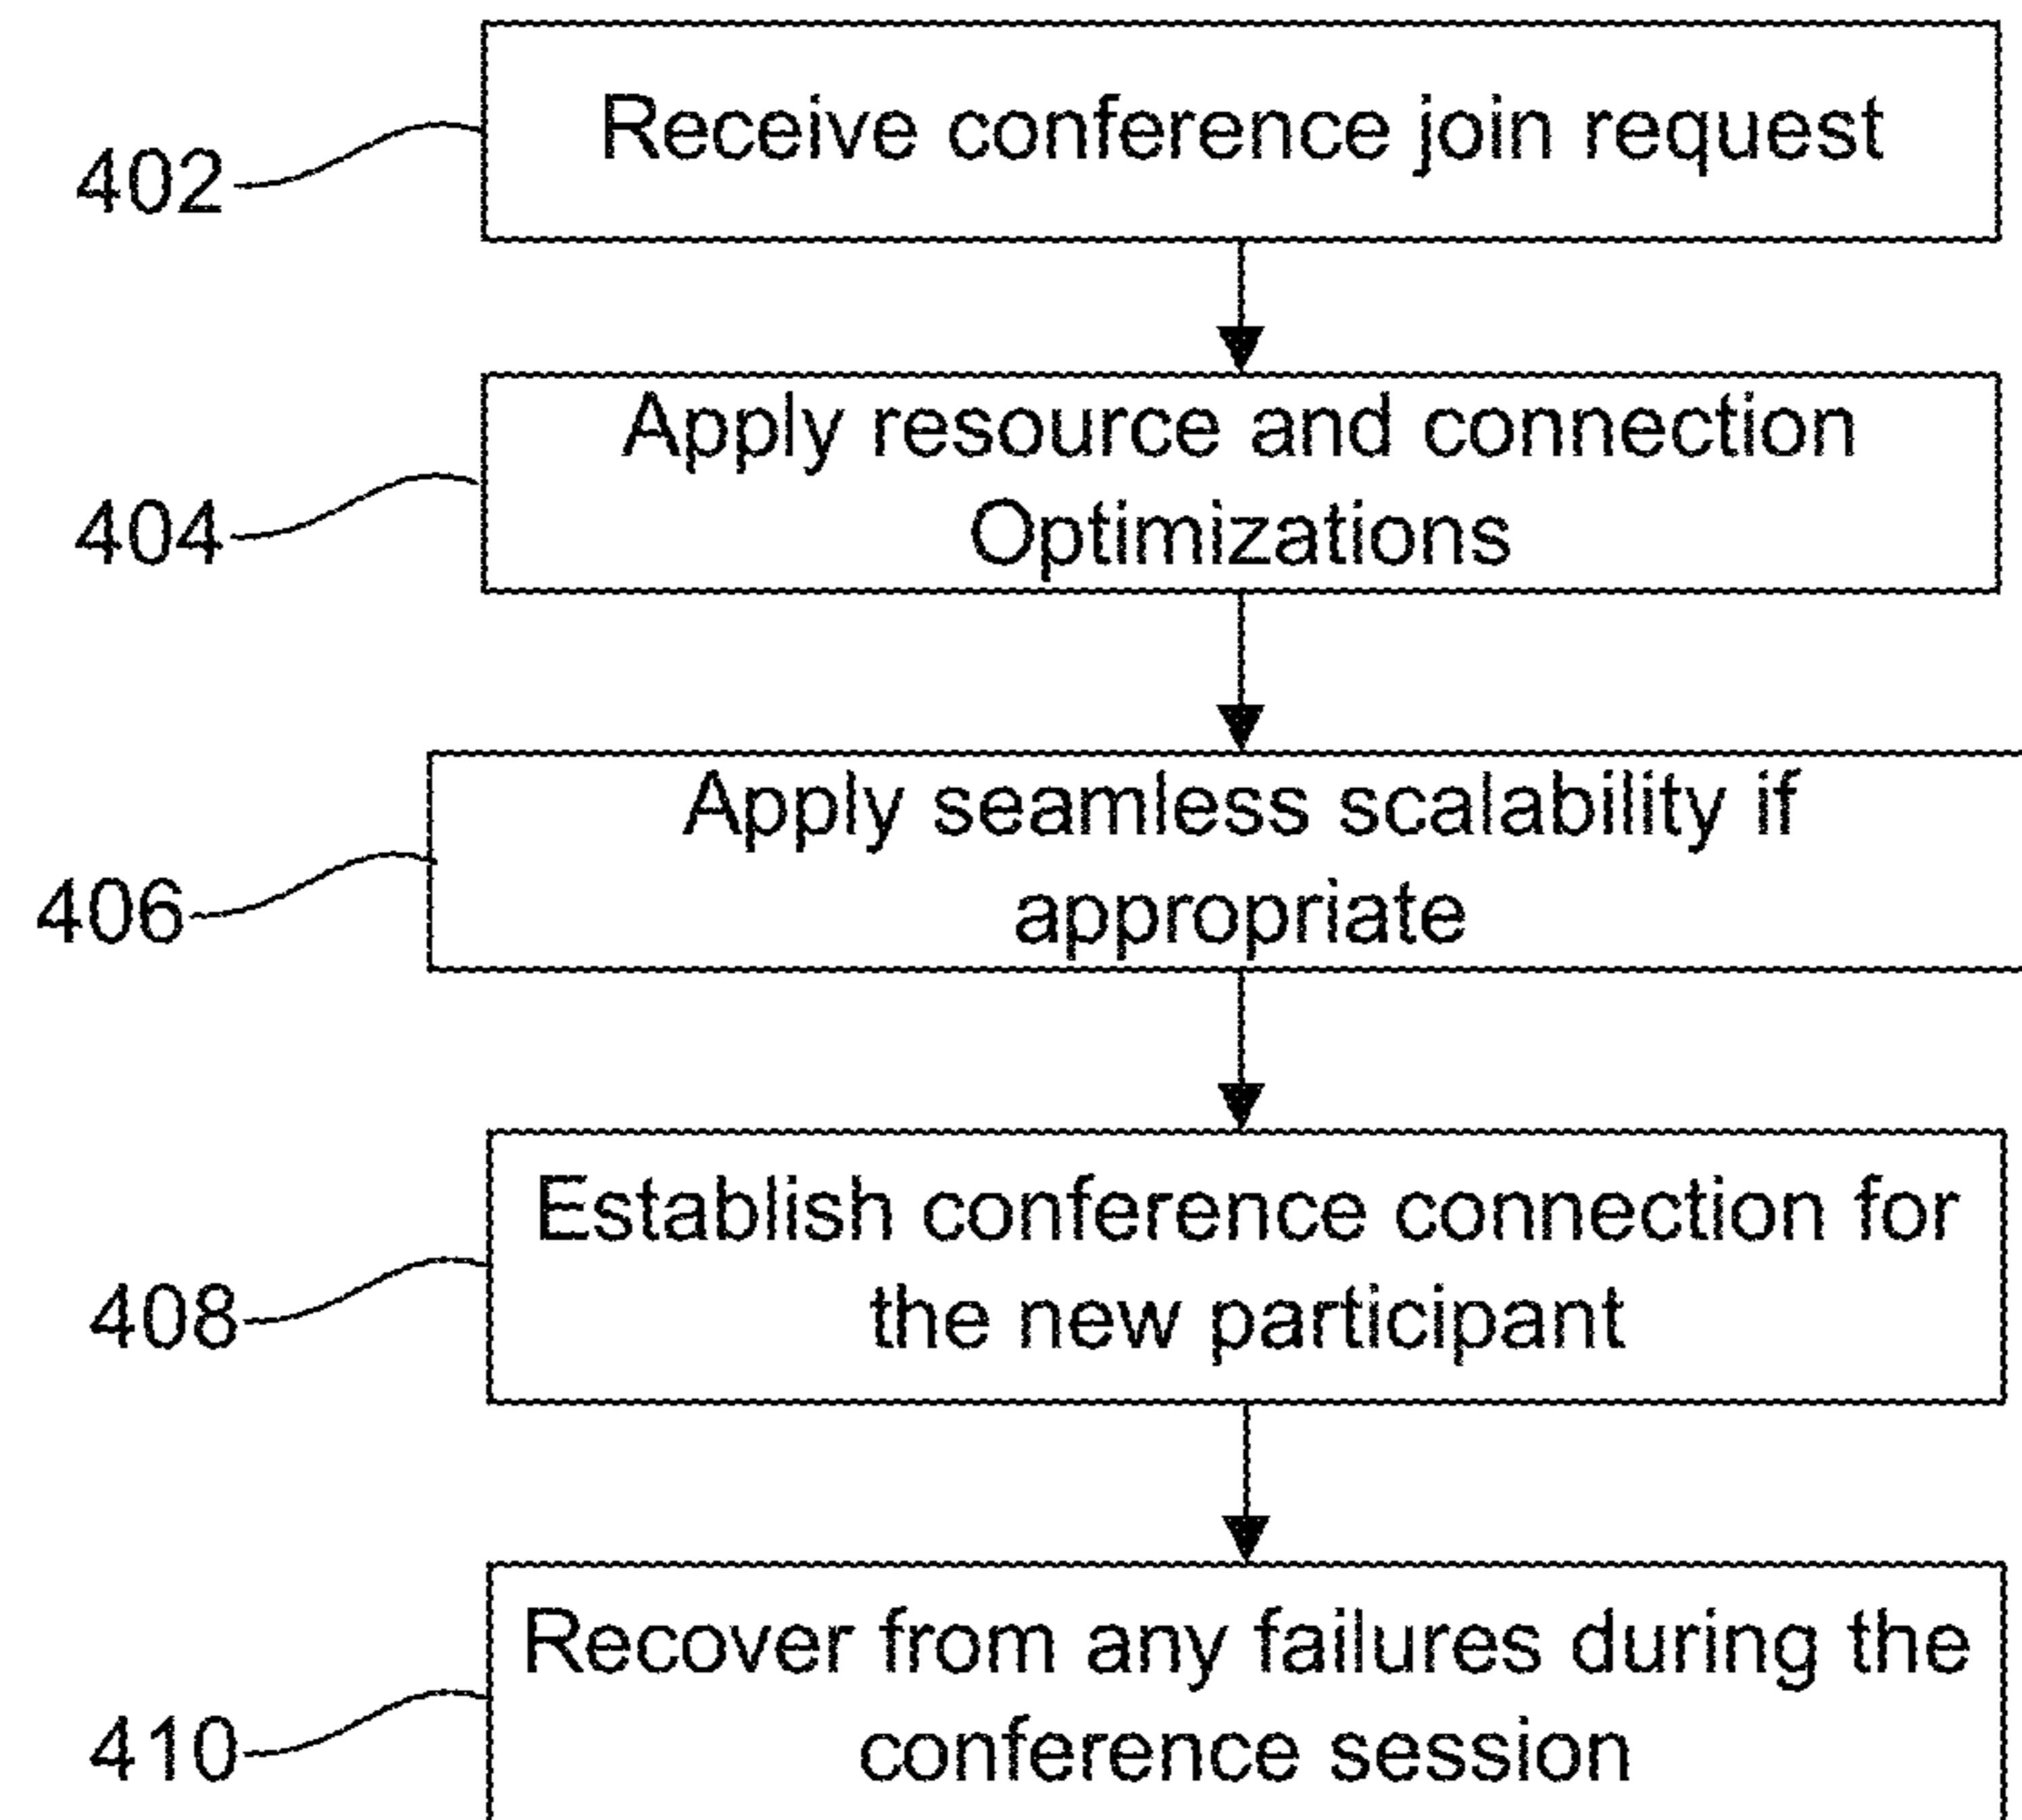 Receive conference join request
402
Apply resource and connection
Optimizations
404
Apply seamless scalability if
appropriate
406
Establish conference connection for
the new participant
408
Recover from any failures during the
conference session
410